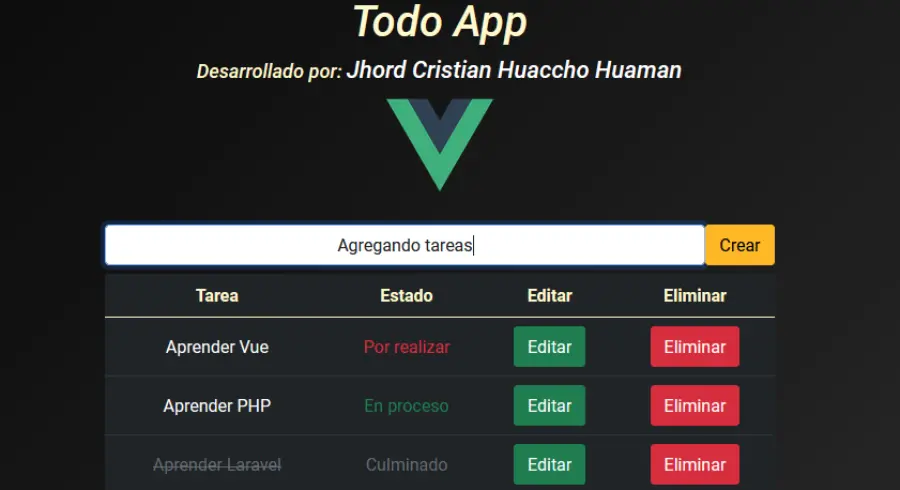 Todo App
Desarrollado por: Jhord Cristian Huaccho Huaman
Agregando tareas Crear
Tarea Estado Editar Eliminar
Aprender Vue Por realizar Editar Eliminar
Aprender PHP En proceso Editar Eliminar
Aprender Laravel Culminado Editar Eliminar